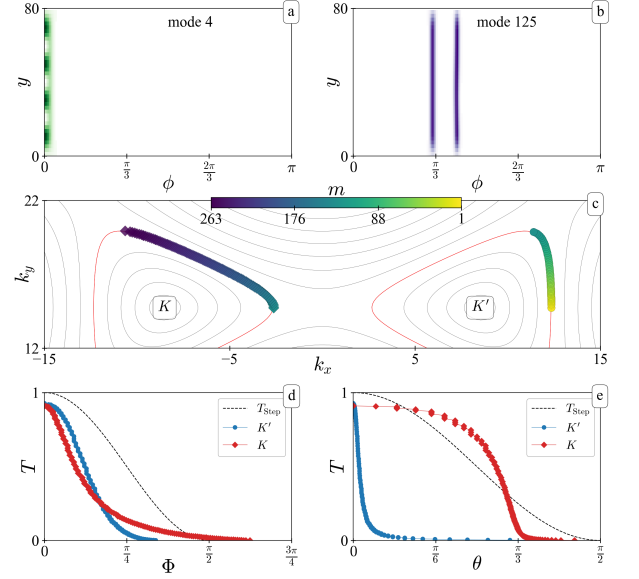 80
mode 4
a
y
0
0
π/3
2π/3
π
ϕ
80
mode 125
b
y
0
0
π/3
2π/3
π
ϕ
22
m
c
263
176
88
1
k_y
K
K′
12
−15
−5
5
15
k_x
1
d
T_Step
K′
K
T
0
0
π/4
π/2
3π/4
Φ
1
e
T_Step
K′
K
T
0
0
π/6
π/3
π/2
θ